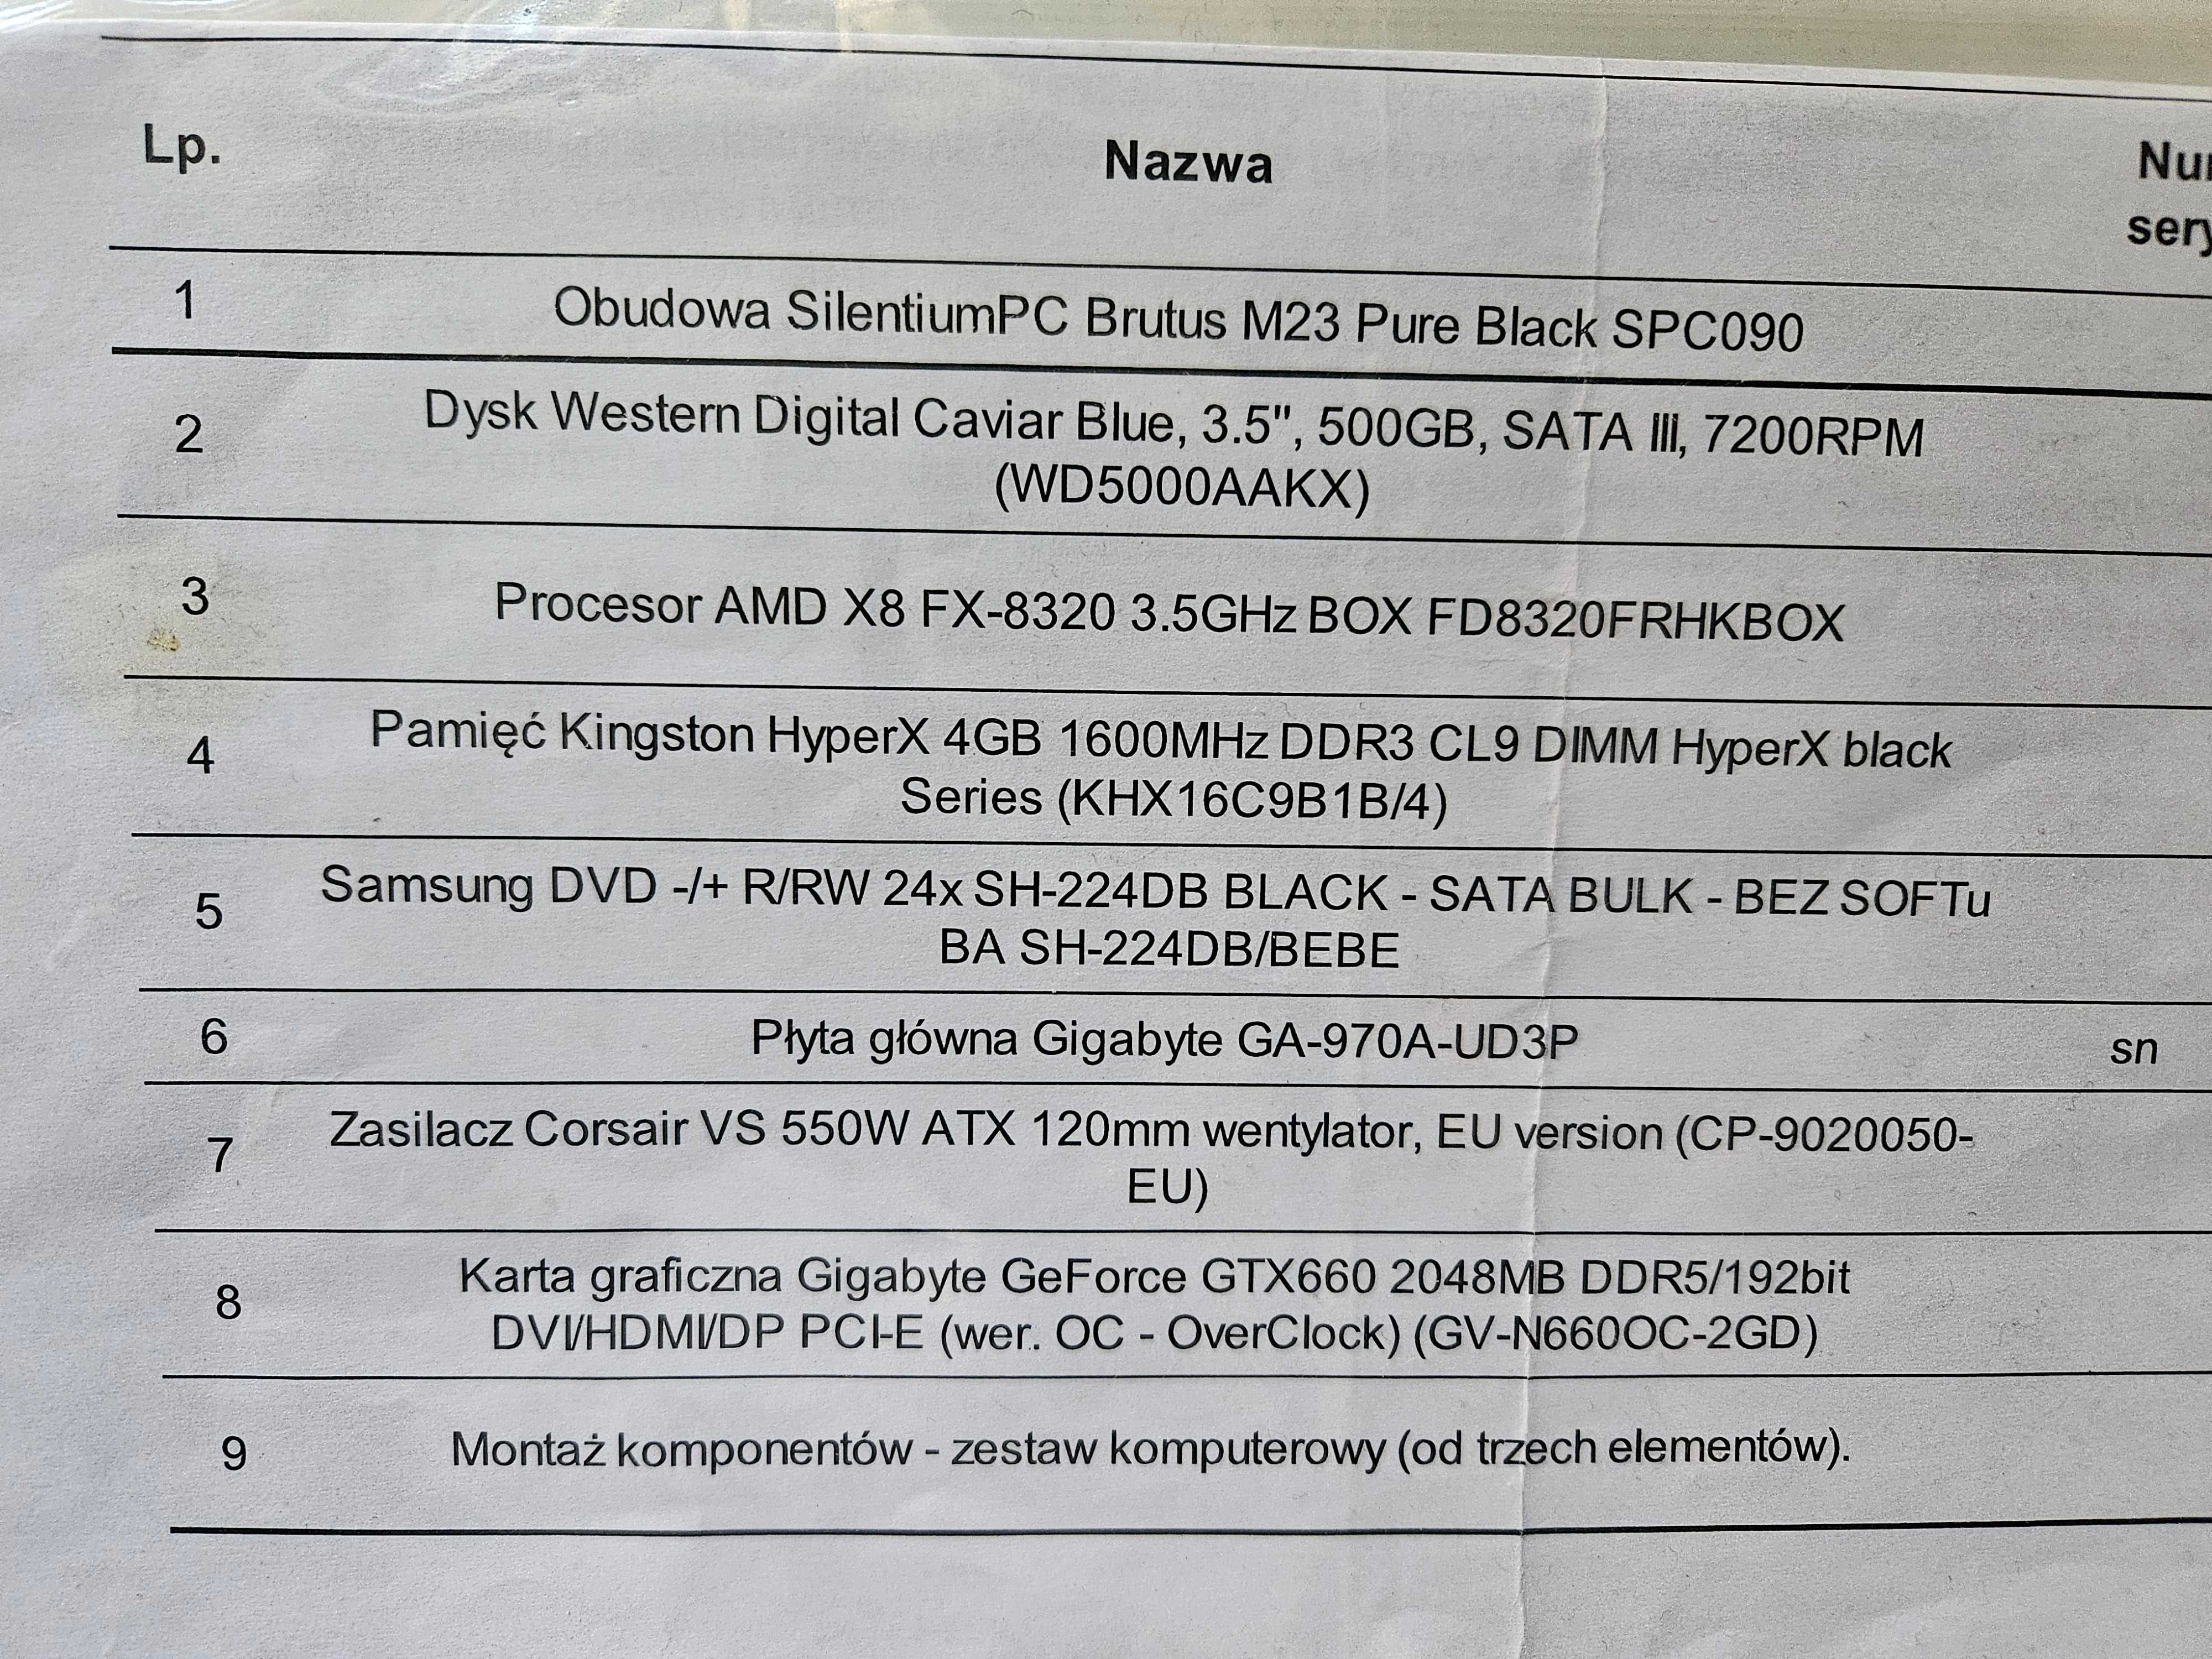 Lp. Nazwa
1 Obudowa SilentiumPC Brutus M23 Pure Black SPC090
2 Dysk Western Digital Caviar Blue, 3.5", 500GB, SATA III, 7200RPM
(WD5000AAKX)
3 Procesor AMD X8 FX-8320 3.5GHz BOX FD8320FRHKBOX
4 Pamięć Kingston HyperX 4GB 1600MHz DDR3 CL9 DIMM HyperX black
Series (KHX16C9B1B/4)
5 Samsung DVD -/+ R/RW 24x SH-224DB BLACK - SATA BULK - BEZ SOFTu
BA SH-224DB/BEBE
6 Płyta główna Gigabyte GA-970A-UD3P sn
7 Zasilacz Corsair VS 550W ATX 120mm wentylator, EU version (CP-9020050-
EU)
8 Karta graficzna Gigabyte GeForce GTX660 2048MB DDR5/192bit
DVI/HDMI/DP PCI-E (wer. OC - OverClock) (GV-N660OC-2GD)
9 Montaż komponentów - zestaw komputerowy (od trzech elementów).